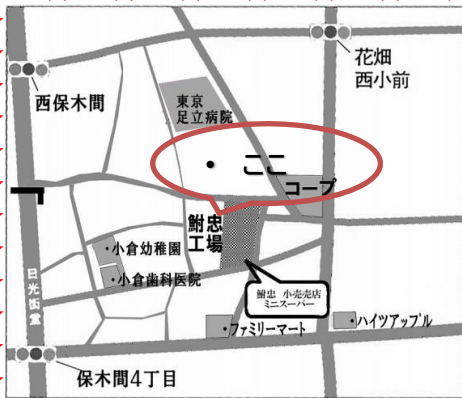 花畑
西小前
西保木間
東京
足立病院
・ ここ
コープ
鮒忠
工場
・小倉幼稚園
・小倉歯科医院
日光街道
鮒忠 小売売店
ミニスーパー
・ファミリーマート
・ハイツアップル
保木間4丁目